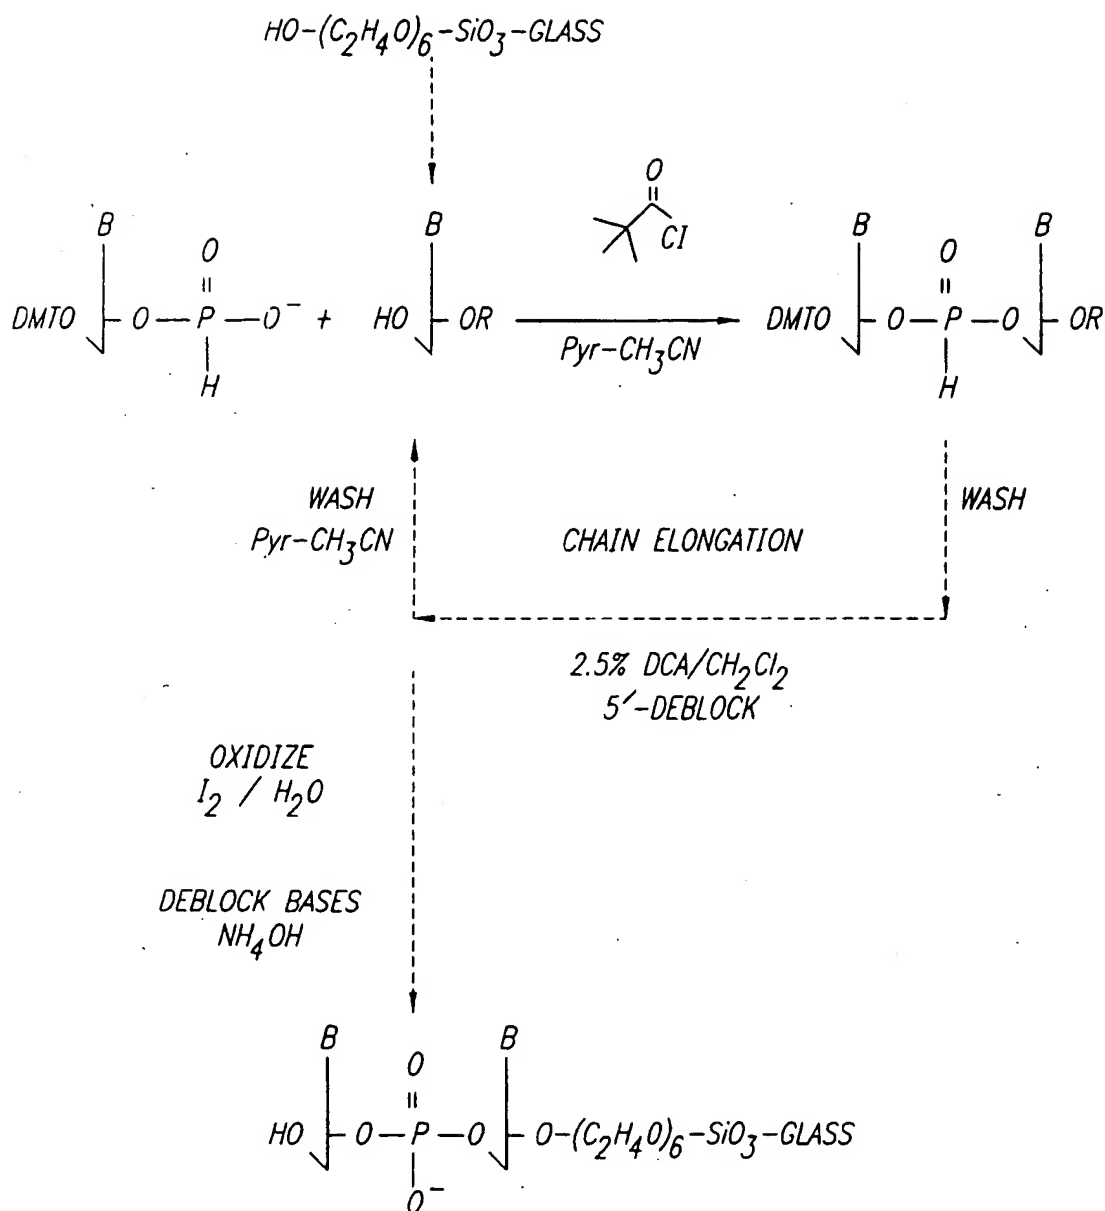 HO-(C2H4O)6-SiO3-GLASS
B
O
DMTO
O-P-O- +
H
B
HO
OR
O
Cl
Pyr-CH3CN
B
O
B
DMTO
O-P-O
OR
H
WASH
Pyr-CH3CN
CHAIN ELONGATION
WASH
2.5% DCA/CH2Cl2
5′-DEBLOCK
OXIDIZE
I2 / H2O
DEBLOCK BASES
NH4OH
B
O
B
HO
O-P-O
O-(C2H4O)6-SiO3-GLASS
O-